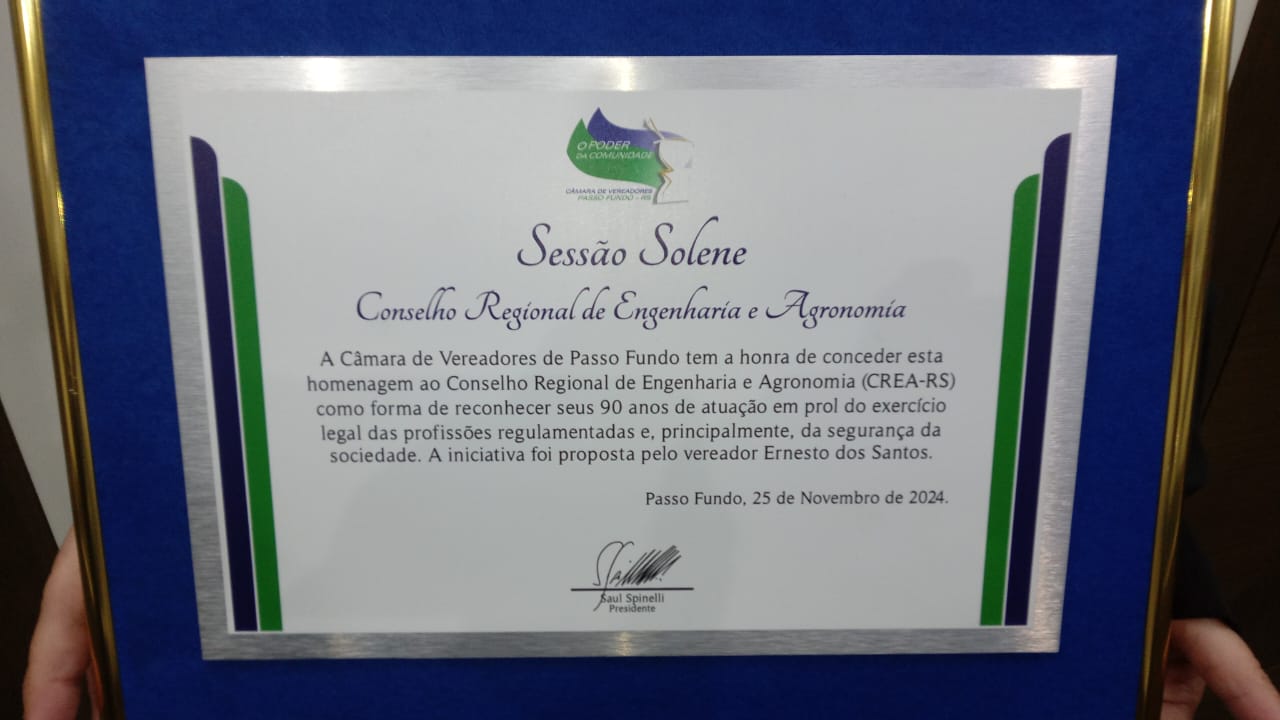 O PODER
DA COMUNIDADE
CÂMARA DE VEREADORES
PASSO FUNDO - RS
Sessão Solene
Conselho Regional de Engenharia e Agronomia
A Câmara de Vereadores de Passo Fundo tem a honra de conceder esta
homenagem ao Conselho Regional de Engenharia e Agronomia (CREA-RS)
como forma de reconhecer seus 90 anos de atuação em prol do exercício
legal das profissões regulamentadas e, principalmente, da segurança da
sociedade. A iniciativa foi proposta pelo vereador Ernesto dos Santos.
Passo Fundo, 25 de Novembro de 2024.
Saul Spinelli
Presidente